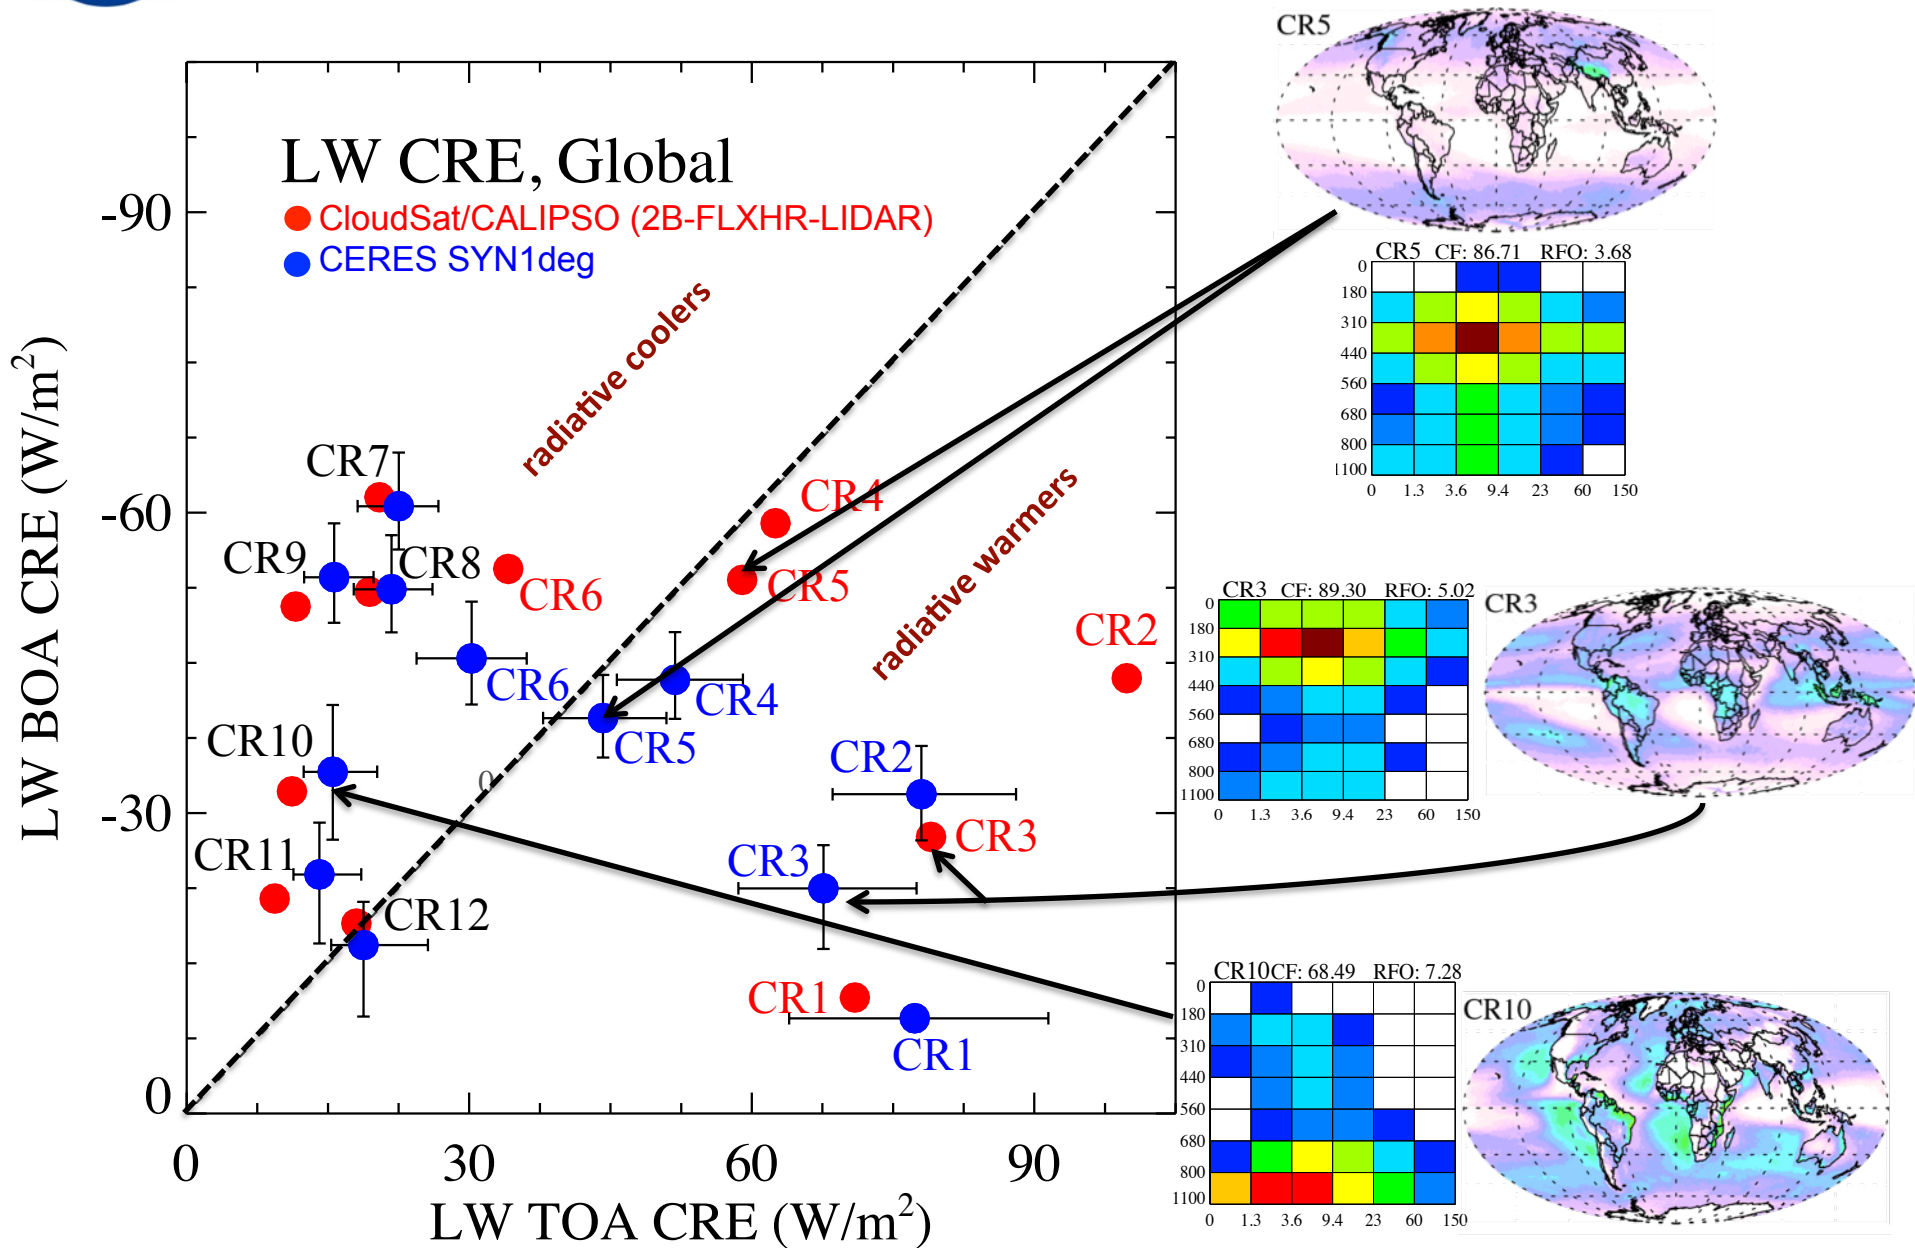 LW CRE, Global
CloudSat/CALIPSO (2B-FLXHR-LIDAR)
CERES SYN1deg
radiative coolers
radiative warmers
LW BOA CRE (W/m²)
-90
-60
-30
0
0
30
60
90
LW TOA CRE (W/m²)
CR7
CR9
CR8
CR6
CR6
CR4
CR5
CR4
CR5
CR2
CR2
CR3
CR3
CR10
0
CR11
CR12
CR1
CR1
CR5
CR5 CF: 86.71 RFO: 3.68
0
180
310
440
560
680
800
1100
0 1.3 3.6 9.4 23 60 150
CR3 CF: 89.30 RFO: 5.02
0
180
310
440
560
680
800
1100
0 1.3 3.6 9.4 23 60 150
CR3
CR10 CF: 68.49 RFO: 7.28
0
180
310
440
560
680
800
1100
0 1.3 3.6 9.4 23 60 150
CR10